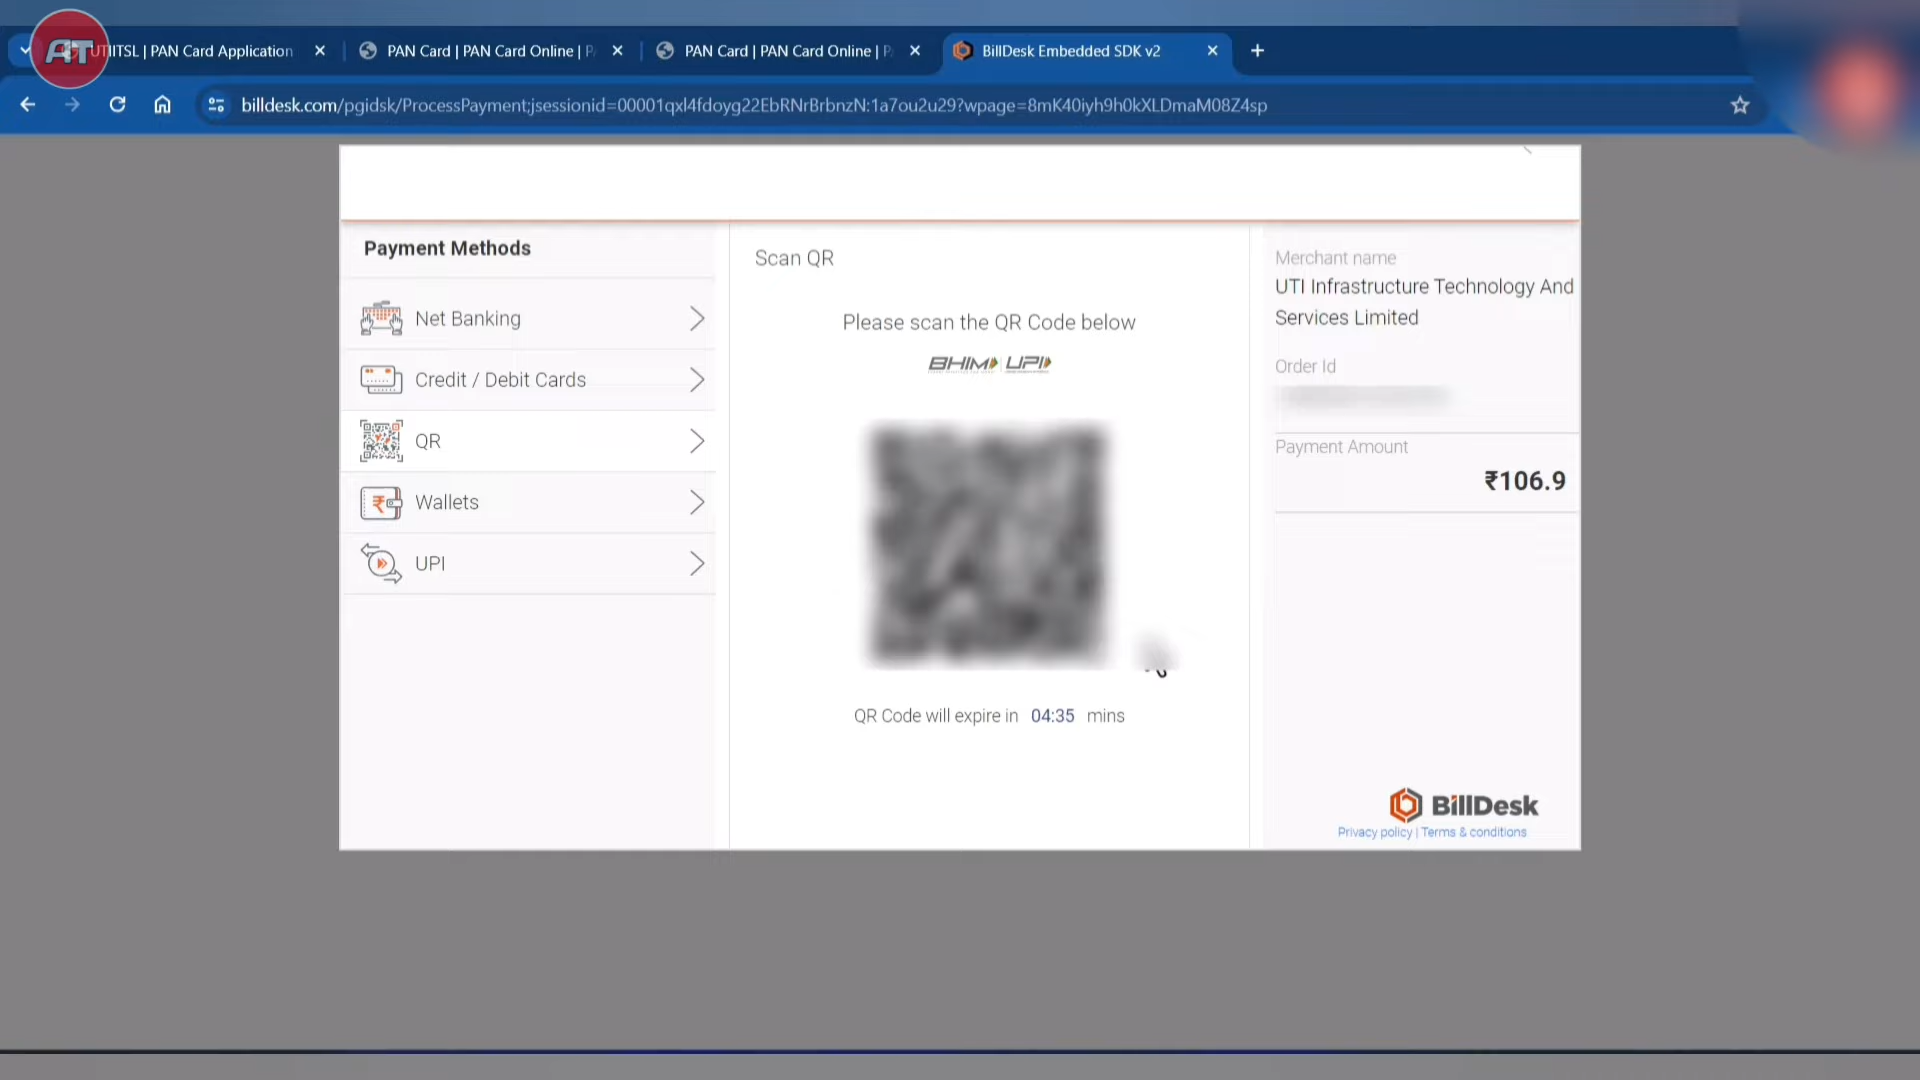 AT
UTIITSL | PAN Card Application
PAN Card | PAN Card Online | P
PAN Card | PAN Card Online | P
BillDesk Embedded SDK v2
billdesk.com/pgidsk/ProcessPayment;jsessionid=00001qxl4fdoyg22EbRNrBrbnzN:1a7ou2u29?wpage=8mK40iyh9h0kXLDmaM08Z4sp
Payment Methods
Net Banking
Credit / Debit Cards
QR
Wallets
UPI
Scan QR
Please scan the QR Code below
BHIM UPI
QR Code will expire in 04:35 mins
Merchant name
UTI Infrastructure Technology And
Services Limited
Order Id
Payment Amount
₹106.9
BillDesk
Privacy policy | Terms & conditions